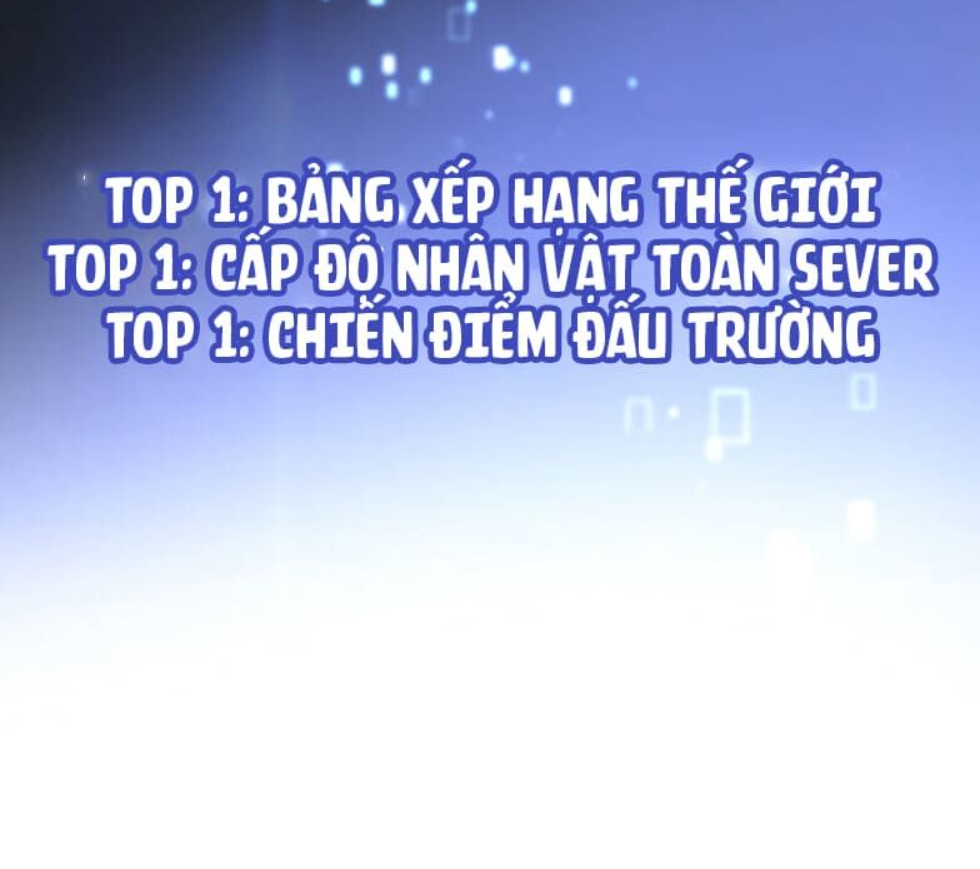 TOP 1: BẢNG XẾP HẠNG THẾ GIỚI
TOP 1: CẤP ĐỘ NHÂN VẬT TOÀN SEVER
TOP 1: CHIẾN ĐIỂM ĐẤU TRƯỜNG